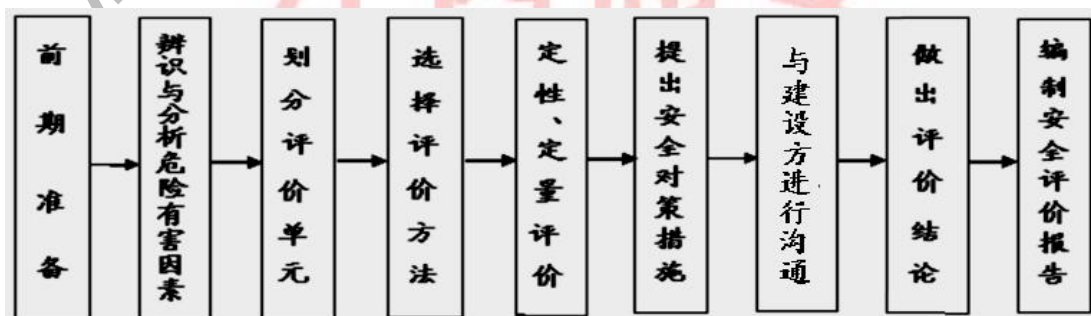 前期准备
辨识与分析危险有害因素
划分评价单元
选择评价方法
定性、定量评价
提出安全对策措施
与建设方进行沟通
做出评价结论
编制安全评价报告